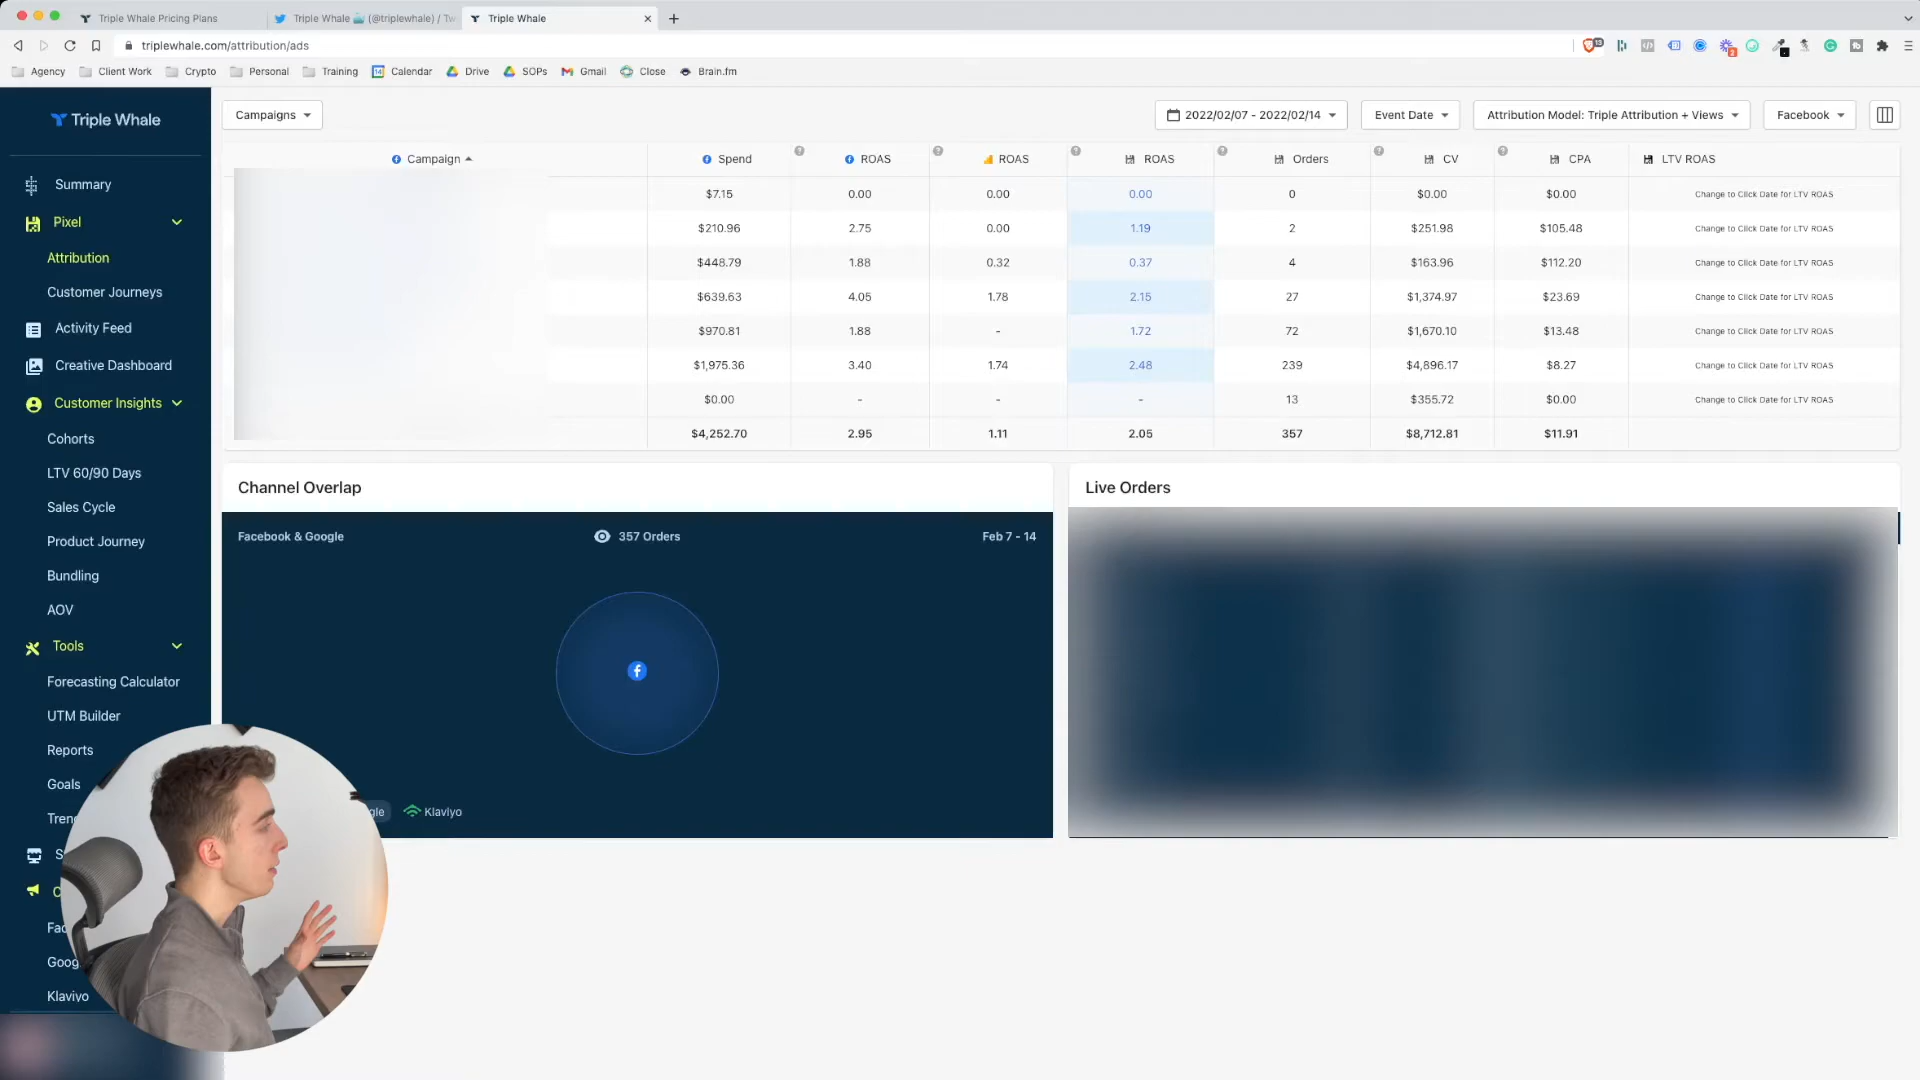 Triple Whale Pricing Plans
Triple Whale 🐳 (@triplewhale) / Tw
Triple Whale
triplewhale.com/attribution/ads
Agency
Client Work
Crypto
Personal
Training
Calendar
Drive
SOPs
Gmail
Close
Brain.fm
Triple Whale
Summary
Pixel
Attribution
Customer Journeys
Activity Feed
Creative Dashboard
Customer Insights
Cohorts
LTV 60/90 Days
Sales Cycle
Product Journey
Bundling
AOV
Tools
Forecasting Calculator
UTM Builder
Reports
Goals
Klaviyo
Campaigns
2022/02/07 - 2022/02/14
Event Date
Attribution Model: Triple Attribution + Views
Facebook
Campaign Spend ROAS ROAS ROAS Orders CV CPA LTV ROAS
$7.15 0.00 0.00 0.00 0 $0.00 $0.00 Change to Click Date for LTV ROAS
$210.96 2.75 0.00 1.19 2 $251.98 $105.48 Change to Click Date for LTV ROAS
$448.79 1.88 0.32 0.37 4 $163.96 $112.20 Change to Click Date for LTV ROAS
$639.63 4.05 1.78 2.15 27 $1,374.97 $23.69 Change to Click Date for LTV ROAS
$970.81 1.88 - 1.72 72 $1,670.10 $13.48 Change to Click Date for LTV ROAS
$1,975.36 3.40 1.74 2.48 239 $4,896.17 $8.27 Change to Click Date for LTV ROAS
$0.00 - - - 13 $355.72 $0.00 Change to Click Date for LTV ROAS
$4,252.70 2.95 1.11 2.05 357 $8,712.81 $11.91
Channel Overlap
Facebook & Google
357 Orders
Feb 7 - 14
Klaviyo
Live Orders